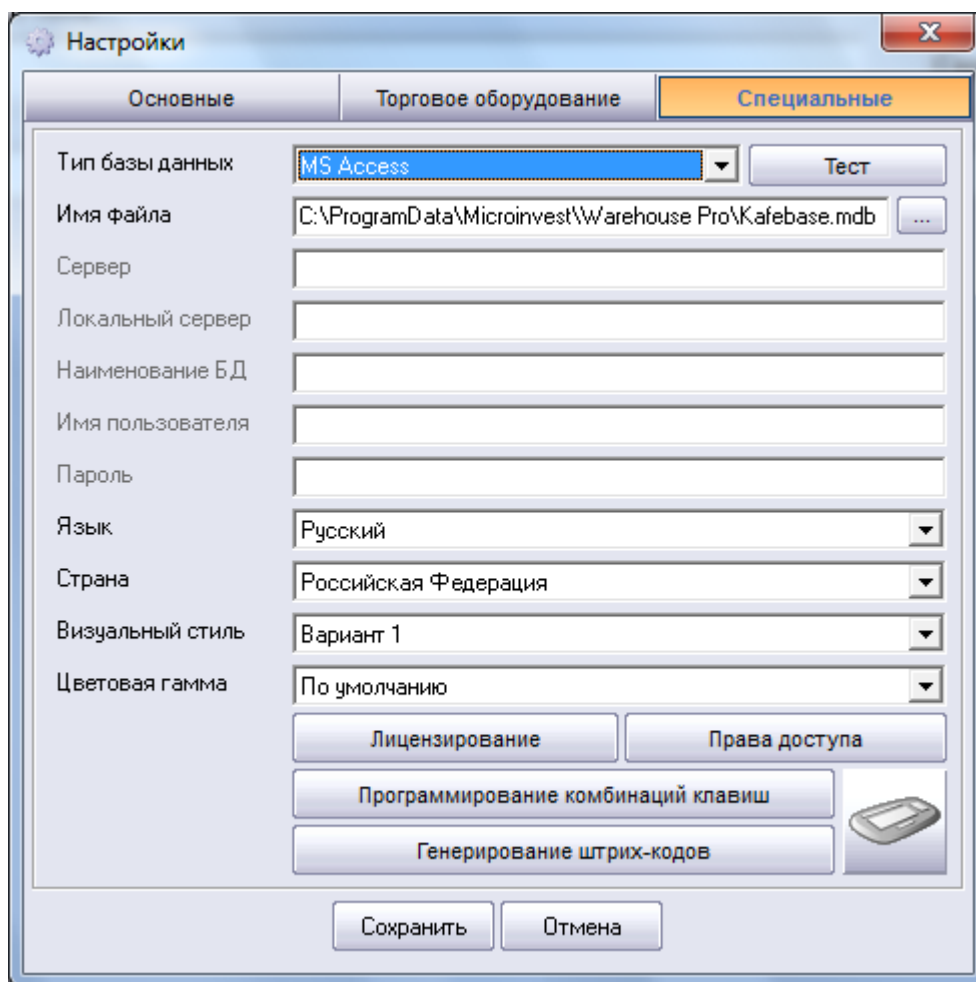 Настройки
Основные Торговое оборудование Специальные
Тип базы данных MS Access Тест
Имя файла C:\ProgramData\Microinvest\Warehouse Pro\Kafebase.mdb ...
Сервер
Локальный сервер
Наименование БД
Имя пользователя
Пароль
Язык Русский
Страна Российская Федерация
Визуальный стиль Вариант 1
Цветовая гамма По умолчанию
Лицензирование Права доступа
Программирование комбинаций клавиш
Генерирование штрих-кодов
Сохранить Отмена